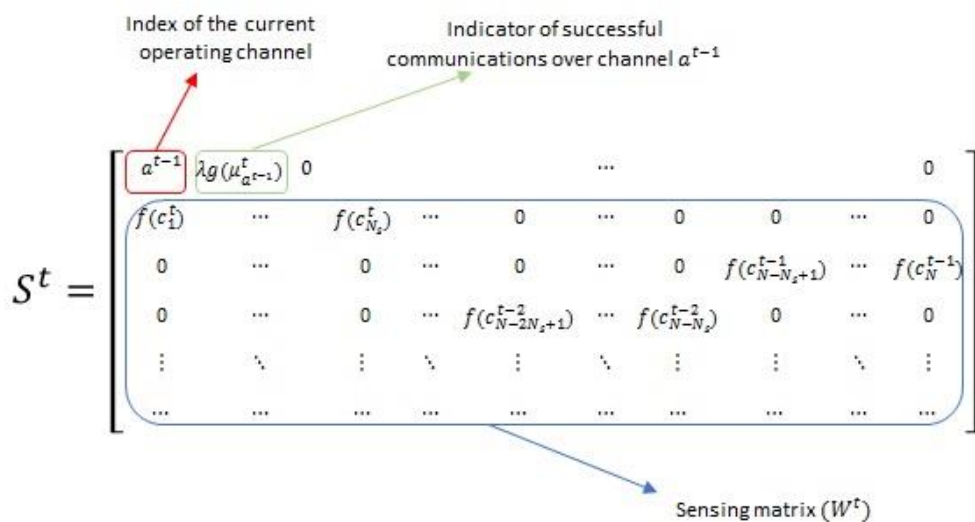 Index of the current
operating channel
Indicator of successful
communications over channel a^{t-1}
a^{t-1} λg(μ^t_{a^{t-1}}) 0 ⋯ 0
f(c^t_1) ⋯ f(c^t_{N_s}) ⋯ 0 ⋯ 0 0 ⋯ 0
S^t =
0 ⋯ 0 ⋯ 0 ⋯ 0 f(c^{t-1}_{N-N_s+1}) ⋯ f(c^{t-1}_N)
0 ⋯ 0 ⋯ f(c^{t-2}_{N-2N_s+1}) ⋯ f(c^{t-2}_{N-N_s}) 0 ⋯ 0
⋮ ⋱ ⋮ ⋱ ⋮ ⋱ ⋮ ⋮ ⋱ ⋮
⋯ ⋯ ⋯ ⋯ ⋯ ⋯ ⋯ ⋯ ⋯ ⋯
Sensing matrix (W^t)